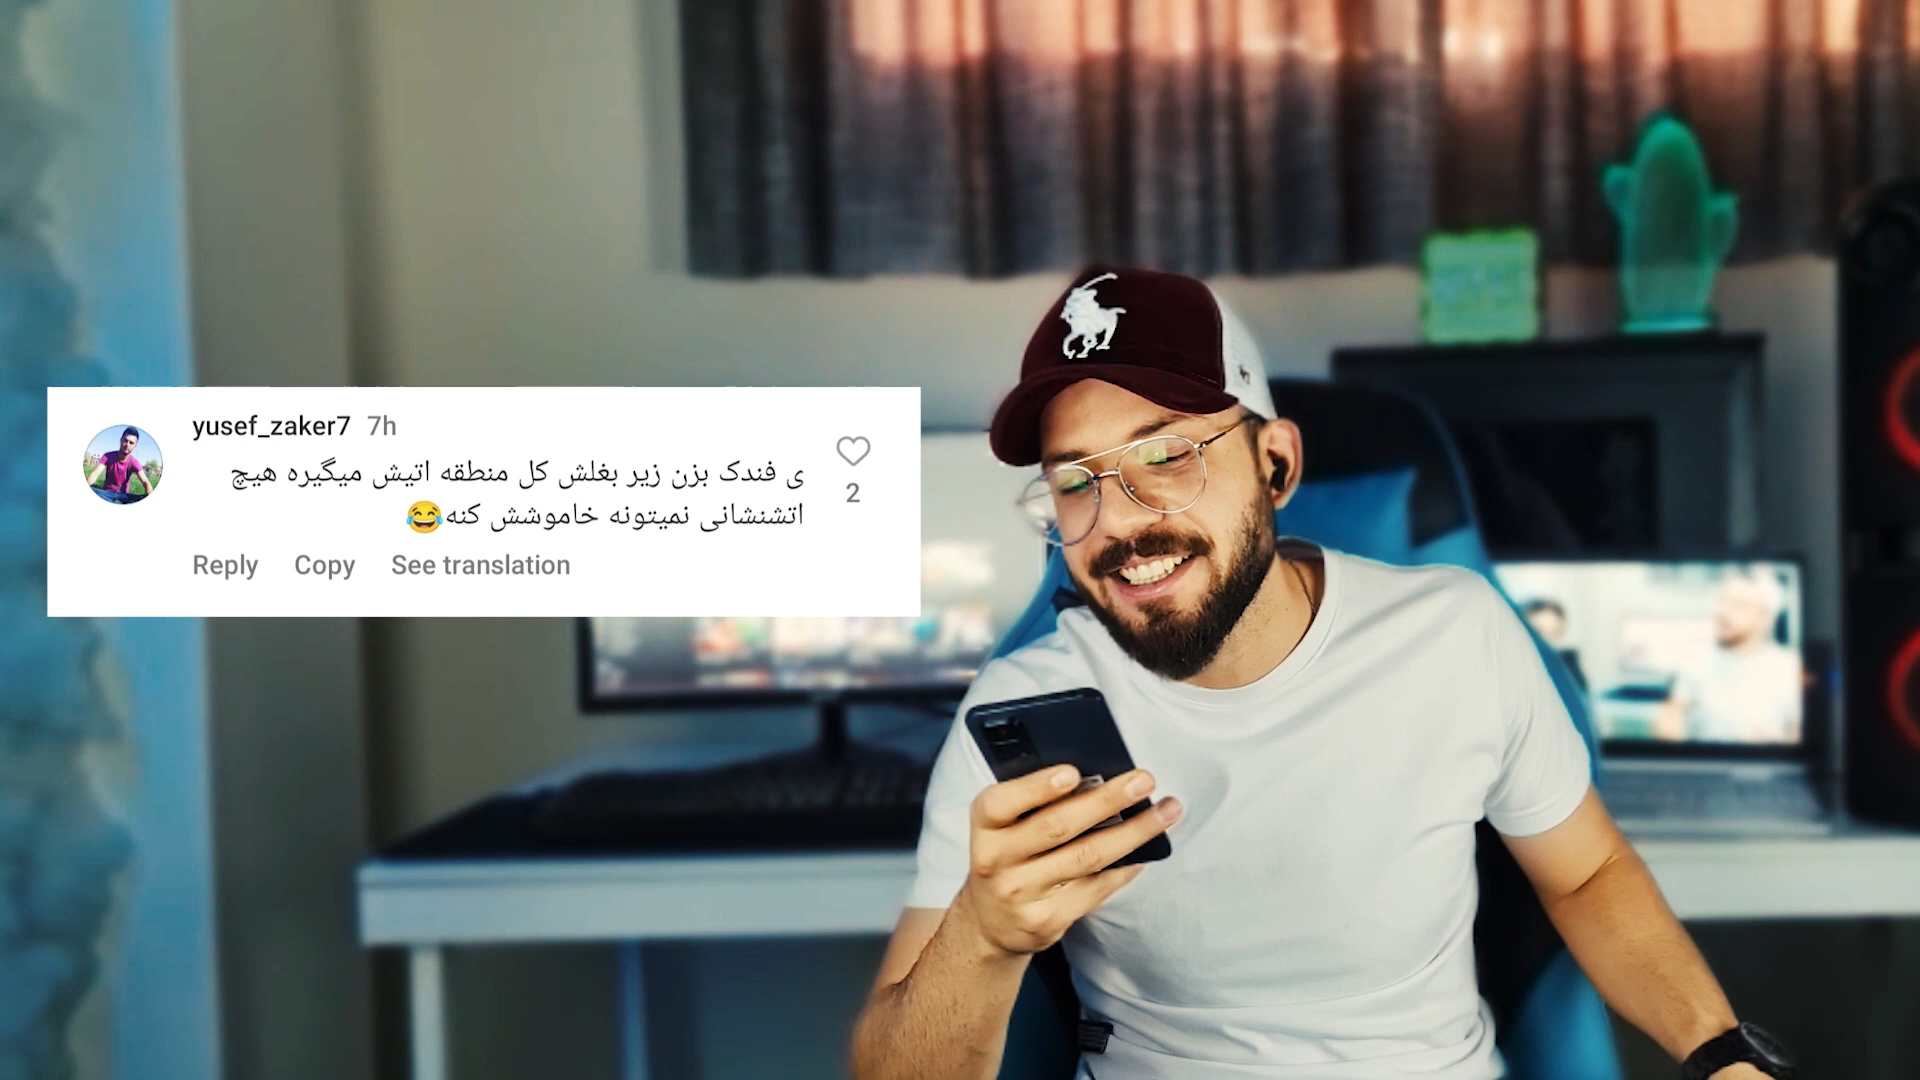 yusef_zaker7 7h
ی فندک بزن زیر بغلش کل منطقه اتیش میگیره هیچ
اتشنشانی نمیتونه خاموشش کنه😂
2
Reply Copy See translation